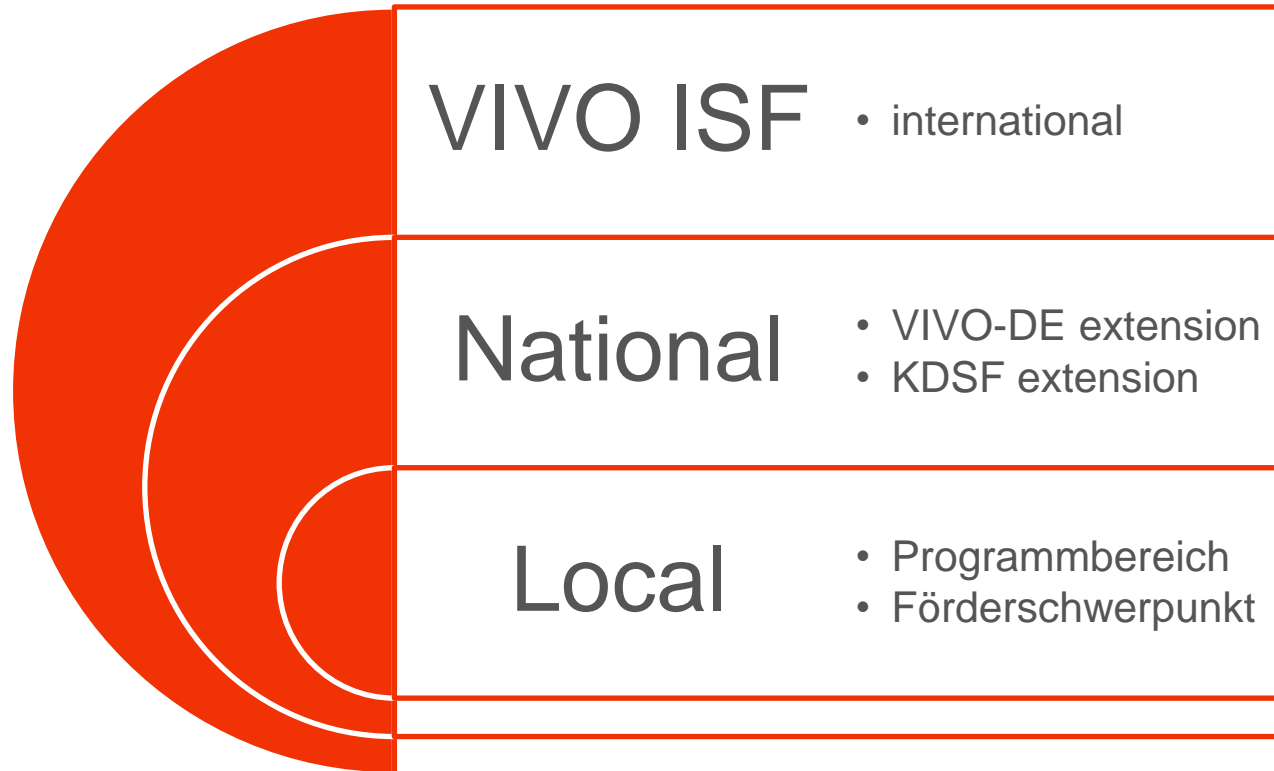 VIVO ISF
• international
National
• VIVO-DE extension
• KDSF extension
Local
• Programmbereich
• Förderschwerpunkt